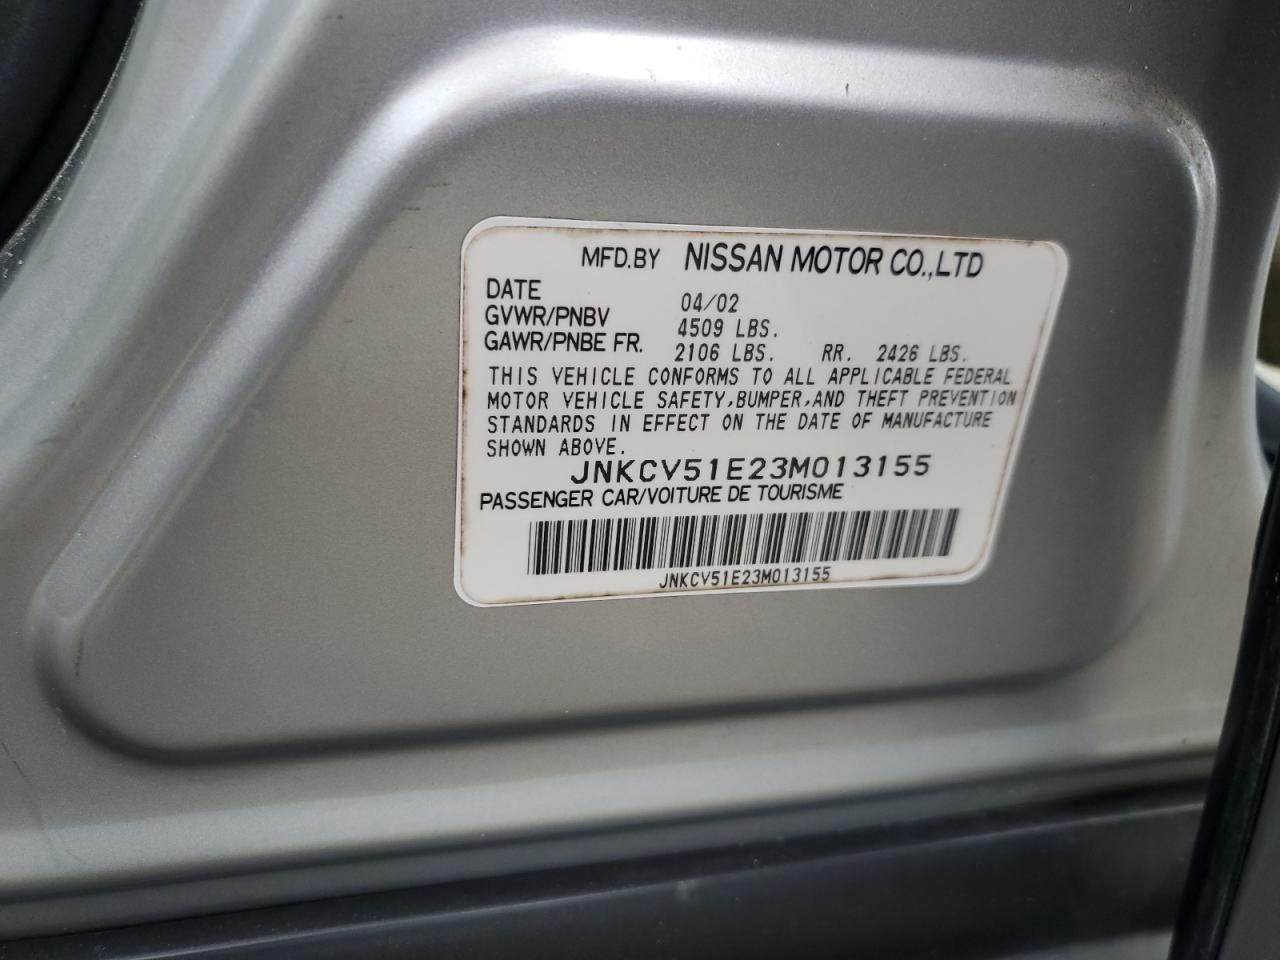 MFD.BY NISSAN MOTOR CO.,LTD
DATE 04/02
GVWR/PNBV 4509 LBS.
GAWR/PNBE FR. 2106 LBS. RR. 2426 LBS.
THIS VEHICLE CONFORMS TO ALL APPLICABLE FEDERAL
MOTOR VEHICLE SAFETY,BUMPER,AND THEFT PREVENTION
STANDARDS IN EFFECT ON THE DATE OF MANUFACTURE
SHOWN ABOVE.
JNKCV51E23M013155
PASSENGER CAR/VOITURE DE TOURISME
JNKCV51E23M013155